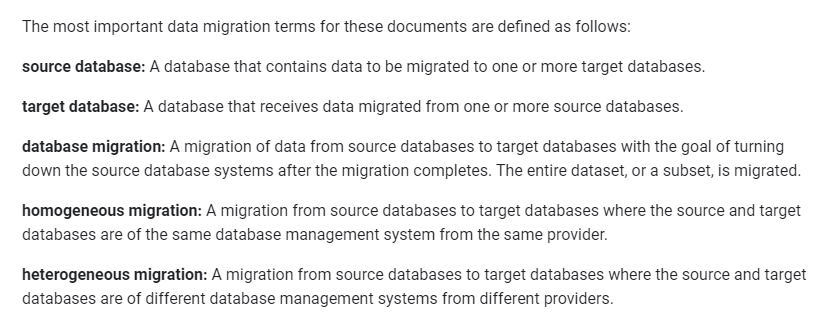 The most important data migration terms for these documents are defined as follows:
source database: A database that contains data to be migrated to one or more target databases.
target database: A database that receives data migrated from one or more source databases.
database migration: A migration of data from source databases to target databases with the goal of turning
down the source database systems after the migration completes. The entire dataset, or a subset, is migrated.
homogeneous migration: A migration from source databases to target databases where the source and target
databases are of the same database management system from the same provider.
heterogeneous migration: A migration from source databases to target databases where the source and target
databases are of different database management systems from different providers.